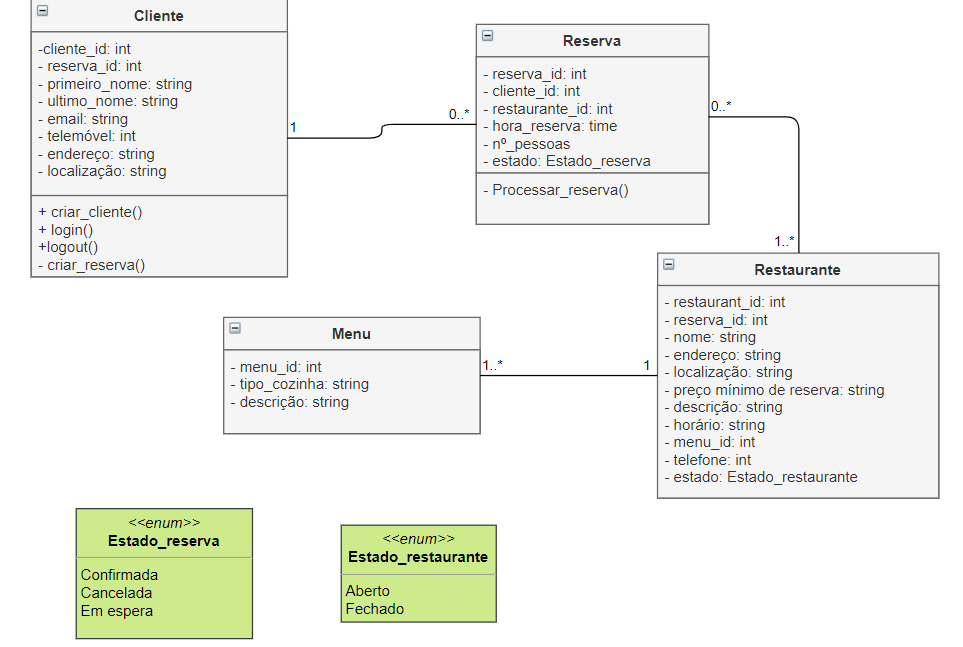 Cliente
-cliente_id: int
- reserva_id: int
- primeiro_nome: string
- ultimo_nome: string
- email: string
- telemóvel: int
- endereço: string
- localização: string
+ criar_cliente()
+ login()
+logout()
- criar_reserva()
1
0..*
Reserva
- reserva_id: int
- cliente_id: int
- restaurante_id: int
- hora_reserva: time
- nº_pessoas
- estado: Estado_reserva
- Processar_reserva()
0..*
1..*
Restaurante
- restaurant_id: int
- reserva_id: int
- nome: string
- endereço: string
- localização: string
- preço mínimo de reserva: string
- descrição: string
- horário: string
- menu_id: int
- telefone: int
- estado: Estado_restaurante
Menu
- menu_id: int
- tipo_cozinha: string
- descrição: string
1..*
1
<<enum>>
Estado_reserva
Confirmada
Cancelada
Em espera
<<enum>>
Estado_restaurante
Aberto
Fechado